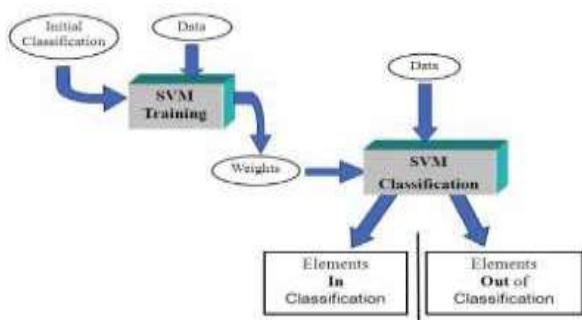 Initial
Classification
Data
SVM
Training
Weights
Data
SVM
Classification
Elements
In
Classification
Elements
Out of
Classification